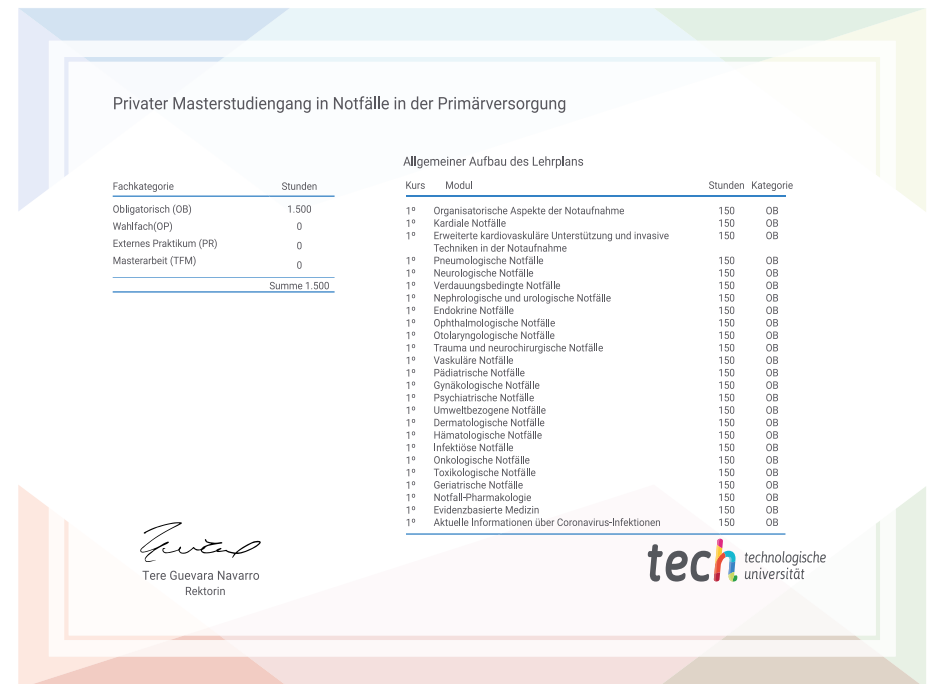 Privater Masterstudiengang in Notfälle in der Primärversorgung
Fachkategorie Stunden
Obligatorisch (OB) 1.500
Wahlfach(OP) 0
Externes Praktikum (PR) 0
Masterarbeit (TFM) 0
Summe 1.500
Allgemeiner Aufbau des Lehrplans
Kurs Modul Stunden Kategorie
1º Organisatorische Aspekte der Notaufnahme 150 OB
1º Kardiale Notfälle 150 OB
1º Erweiterte kardiovaskuläre Unterstützung und invasive 150 OB
Techniken in der Notaufnahme
1º Pneumologische Notfälle 150 OB
1º Neurologische Notfälle 150 OB
1º Verdauungsbedingte Notfälle 150 OB
1º Nephrologische und urologische Notfälle 150 OB
1º Endokrine Notfälle 150 OB
1º Ophthalmologische Notfälle 150 OB
1º Otolaryngologische Notfälle 150 OB
1º Trauma und neurochirurgische Notfälle 150 OB
1º Vaskuläre Notfälle 150 OB
1º Pädiatrische Notfälle 150 OB
1º Gynäkologische Notfälle 150 OB
1º Psychiatrische Notfälle 150 OB
1º Umweltbezogene Notfälle 150 OB
1º Dermatologische Notfälle 150 OB
1º Hämatologische Notfälle 150 OB
1º Infektiöse Notfälle 150 OB
1º Onkologische Notfälle 150 OB
1º Toxikologische Notfälle 150 OB
1º Geriatrische Notfälle 150 OB
1º Notfall-Pharmakologie 150 OB
1º Evidenzbasierte Medizin 150 OB
1º Aktuelle Informationen über Coronavirus-Infektionen 150 OB
Tere Guevara Navarro
Rektorin
tech technologische
universität